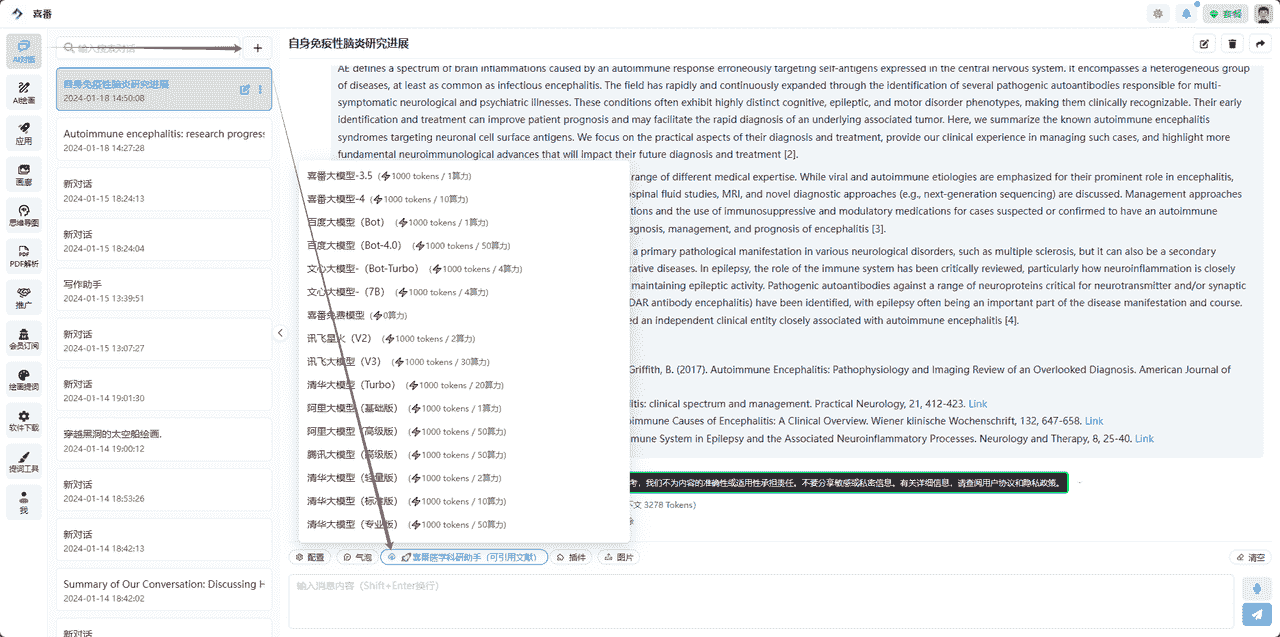 喜番
套餐
AI对话
AI绘画
应用
画廊
思维导图
PDF解析
推广
会员订阅
绘画提词
软件下载
提词工具
我
输入搜索对话
自身免疫性脑炎研究进展
2024-01-18 14:50:08
Autoimmune encephalitis: research progress
2024-01-18 14:27:28
新对话
2024-01-15 18:24:13
新对话
2024-01-15 18:24:04
写作助手
2024-01-15 13:39:51
新对话
2024-01-15 13:07:27
新对话
2024-01-14 19:01:30
穿越黑洞的太空船绘画.
2024-01-14 19:00:12
新对话
2024-01-14 18:53:26
新对话
2024-01-14 18:42:13
Summary of Our Conversation: Discussing H
2024-01-14 18:42:02
新对话
自身免疫性脑炎研究进展
AE defines a spectrum of brain inflammations caused by an autoimmune response erroneously targeting self-antigens expressed in the central nervous system. It encompasses a heterogeneous group
of diseases, at least as common as infectious encephalitis. The field has rapidly and continuously expanded through the identification of several pathogenic autoantibodies responsible for multi-
symptomatic neurological and psychiatric illnesses. These conditions often exhibit highly distinct cognitive, epileptic, and motor disorder phenotypes, making them clinically recognizable. Their early
identification and treatment can improve patient prognosis and may facilitate the rapid diagnosis of an underlying associated tumor. Here, we summarize the known autoimmune encephalitis
syndromes targeting neuronal cell surface antigens. We focus on the practical aspects of their diagnosis and treatment, provide our clinical experience in managing such cases, and highlight more
fundamental neuroimmunological advances that will impact their future diagnosis and treatment [2].
range of different medical expertise. While viral and autoimmune etiologies are emphasized for their prominent role in encephalitis,
ospinal fluid studies, MRI, and novel diagnostic approaches (e.g., next-generation sequencing) are discussed. Management approaches
tions and the use of immunosuppressive and modulatory medications for cases suspected or confirmed to have an autoimmune
agnosis, management, and prognosis of encephalitis [3].
a primary pathological manifestation in various neurological disorders, such as multiple sclerosis, but it can also be a secondary
rative diseases. In epilepsy, the role of the immune system has been critically reviewed, particularly how neuroinflammation is closely
maintaining epileptic activity. Pathogenic autoantibodies against a range of neuroproteins critical for neurotransmitter and/or synaptic
DAR antibody encephalitis) have been identified, with epilepsy often being an important part of the disease manifestation and course.
ed an independent clinical entity closely associated with autoimmune encephalitis [4].
Griffith, B. (2017). Autoimmune Encephalitis: Pathophysiology and Imaging Review of an Overlooked Diagnosis. American Journal of
litis: clinical spectrum and management. Practical Neurology, 21, 412-423. Link
oimmune Causes of Encephalitis: A Clinical Overview. Wiener klinische Wochenschrift, 132, 647-658. Link
mune System in Epilepsy and the Associated Neuroinflammatory Processes. Neurology and Therapy, 8, 25-40. Link
考，我们不为内容的准确性或适用性承担责任。不要分享敏感或私密信息。有关详细信息，请查阅用户协议和隐私政策。
下文 3278 Tokens)
喜番大模型-3.5 (1000 tokens / 1算力)
喜番大模型-4 (1000 tokens / 10算力)
百度大模型（Bot） (1000 tokens / 1算力)
百度大模型（Bot-4.0） (1000 tokens / 50算力)
文心大模型-（Bot-Turbo） (1000 tokens / 4算力)
文心大模型-（7B） (1000 tokens / 4算力)
喜番免费模型 (0算力)
讯飞星火（V2） (1000 tokens / 2算力)
讯飞大模型（V3） (1000 tokens / 30算力)
清华大模型（Turbo） (1000 tokens / 20算力)
阿里大模型（基础版） (1000 tokens / 1算力)
阿里大模型（高级版） (1000 tokens / 50算力)
腾讯大模型（高级版） (1000 tokens / 50算力)
清华大模型（轻量版） (1000 tokens / 2算力)
清华大模型（标准版） (1000 tokens / 10算力)
清华大模型（专业版） (1000 tokens / 50算力)
配置 气泡 喜番医学科研助手（可引用文献） 插件 图片 清空
输入消息内容（Shift+Enter换行）